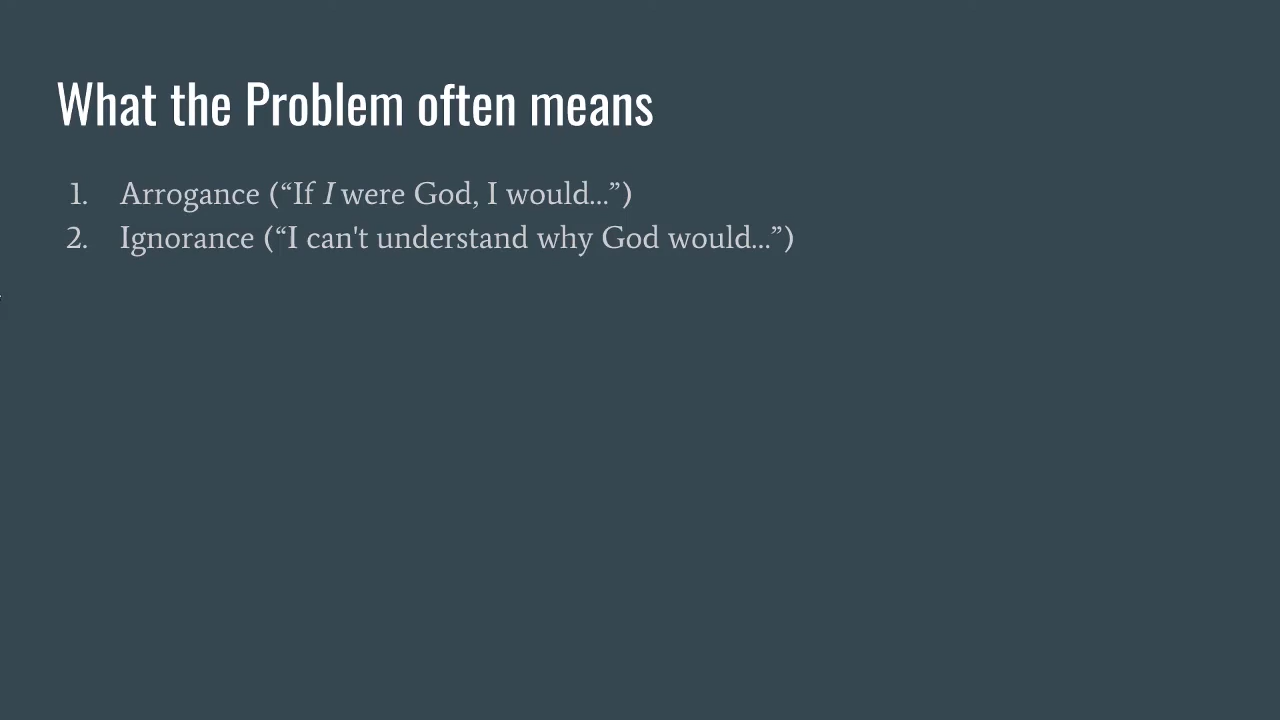 What the Problem often means
1. Arrogance (“If I were God, I would...”)
2. Ignorance (“I can't understand why God would...”)